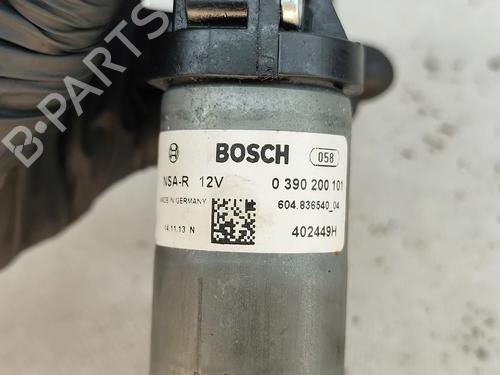 B-PARTS
BOSCH 058
NSA-R 12V 0 390 200 101
MADE IN GERMANY 604.836540_04
14.11.13 N 402449H